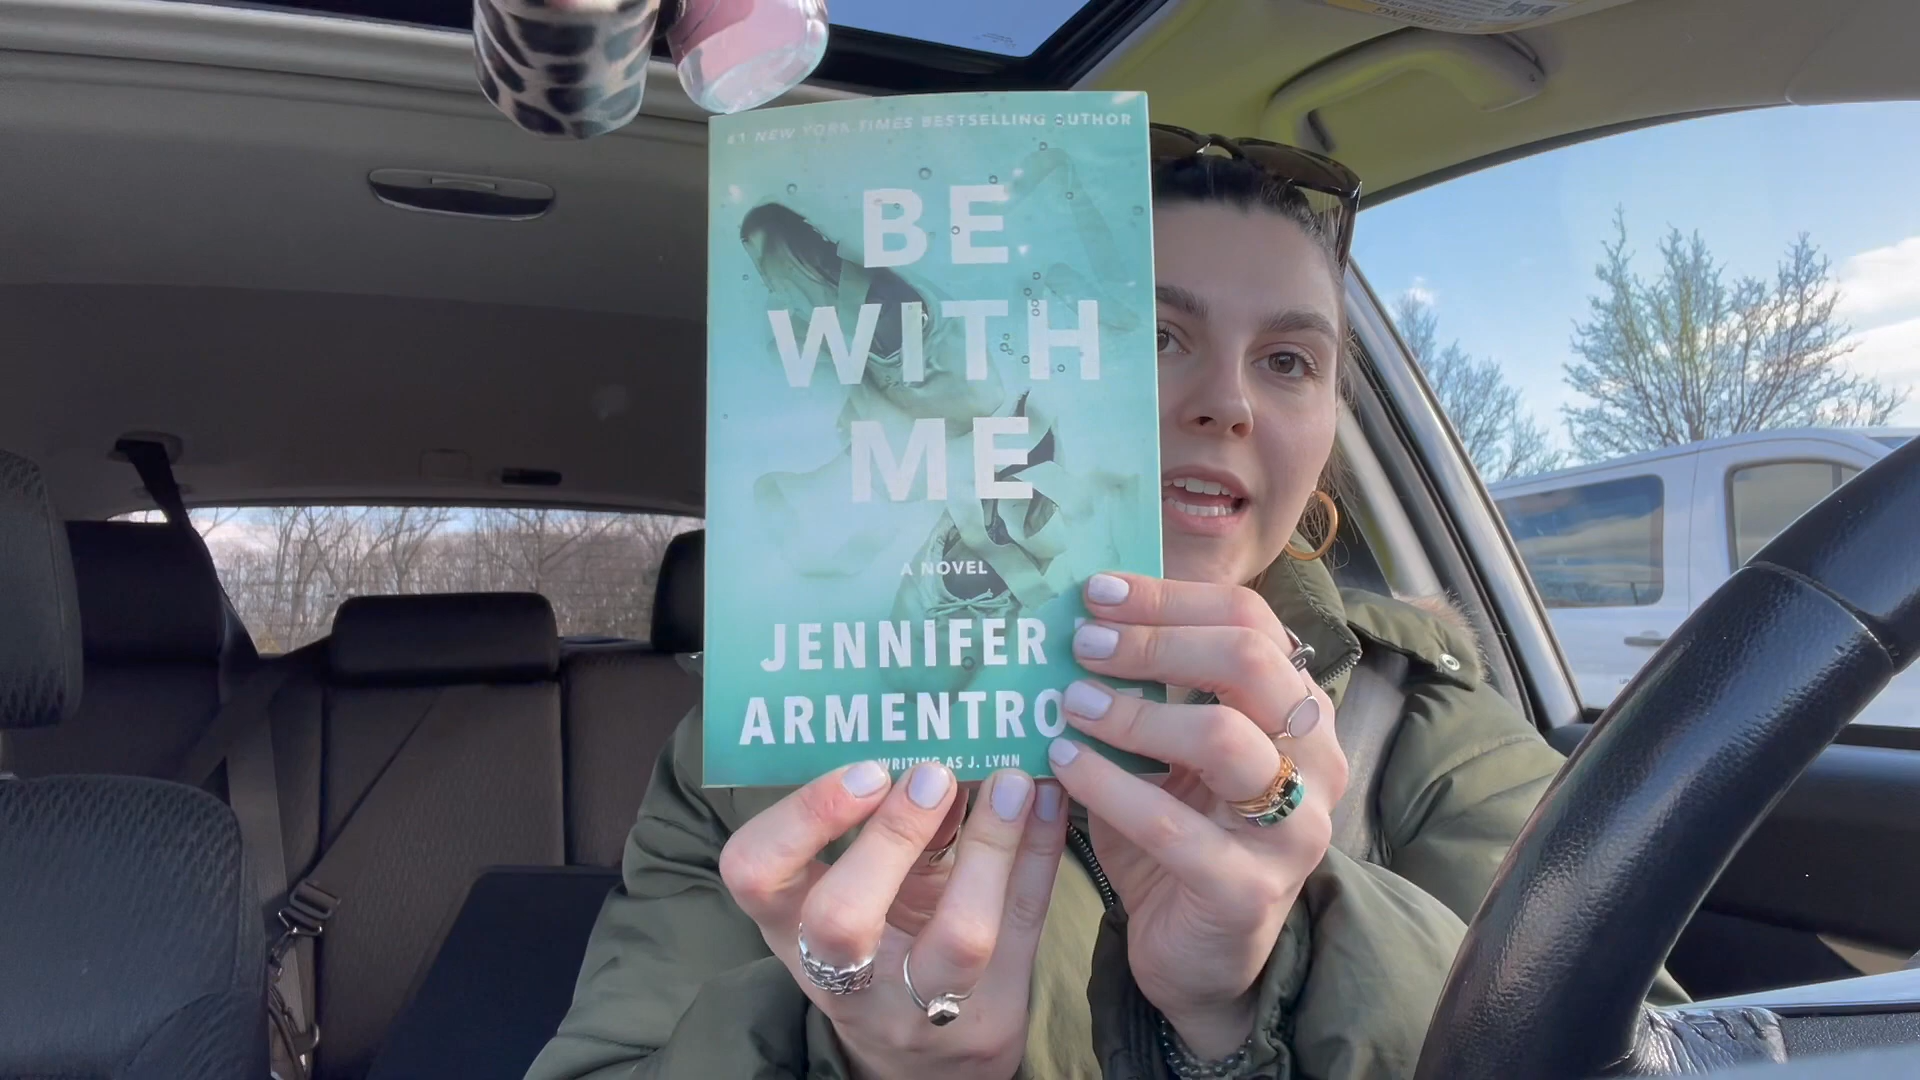 #1 NEW YORK TIMES BESTSELLING AUTHOR
BE
WITH
ME
A NOVEL
JENNIFER
ARMENTRO
WRITING AS J. LYNN